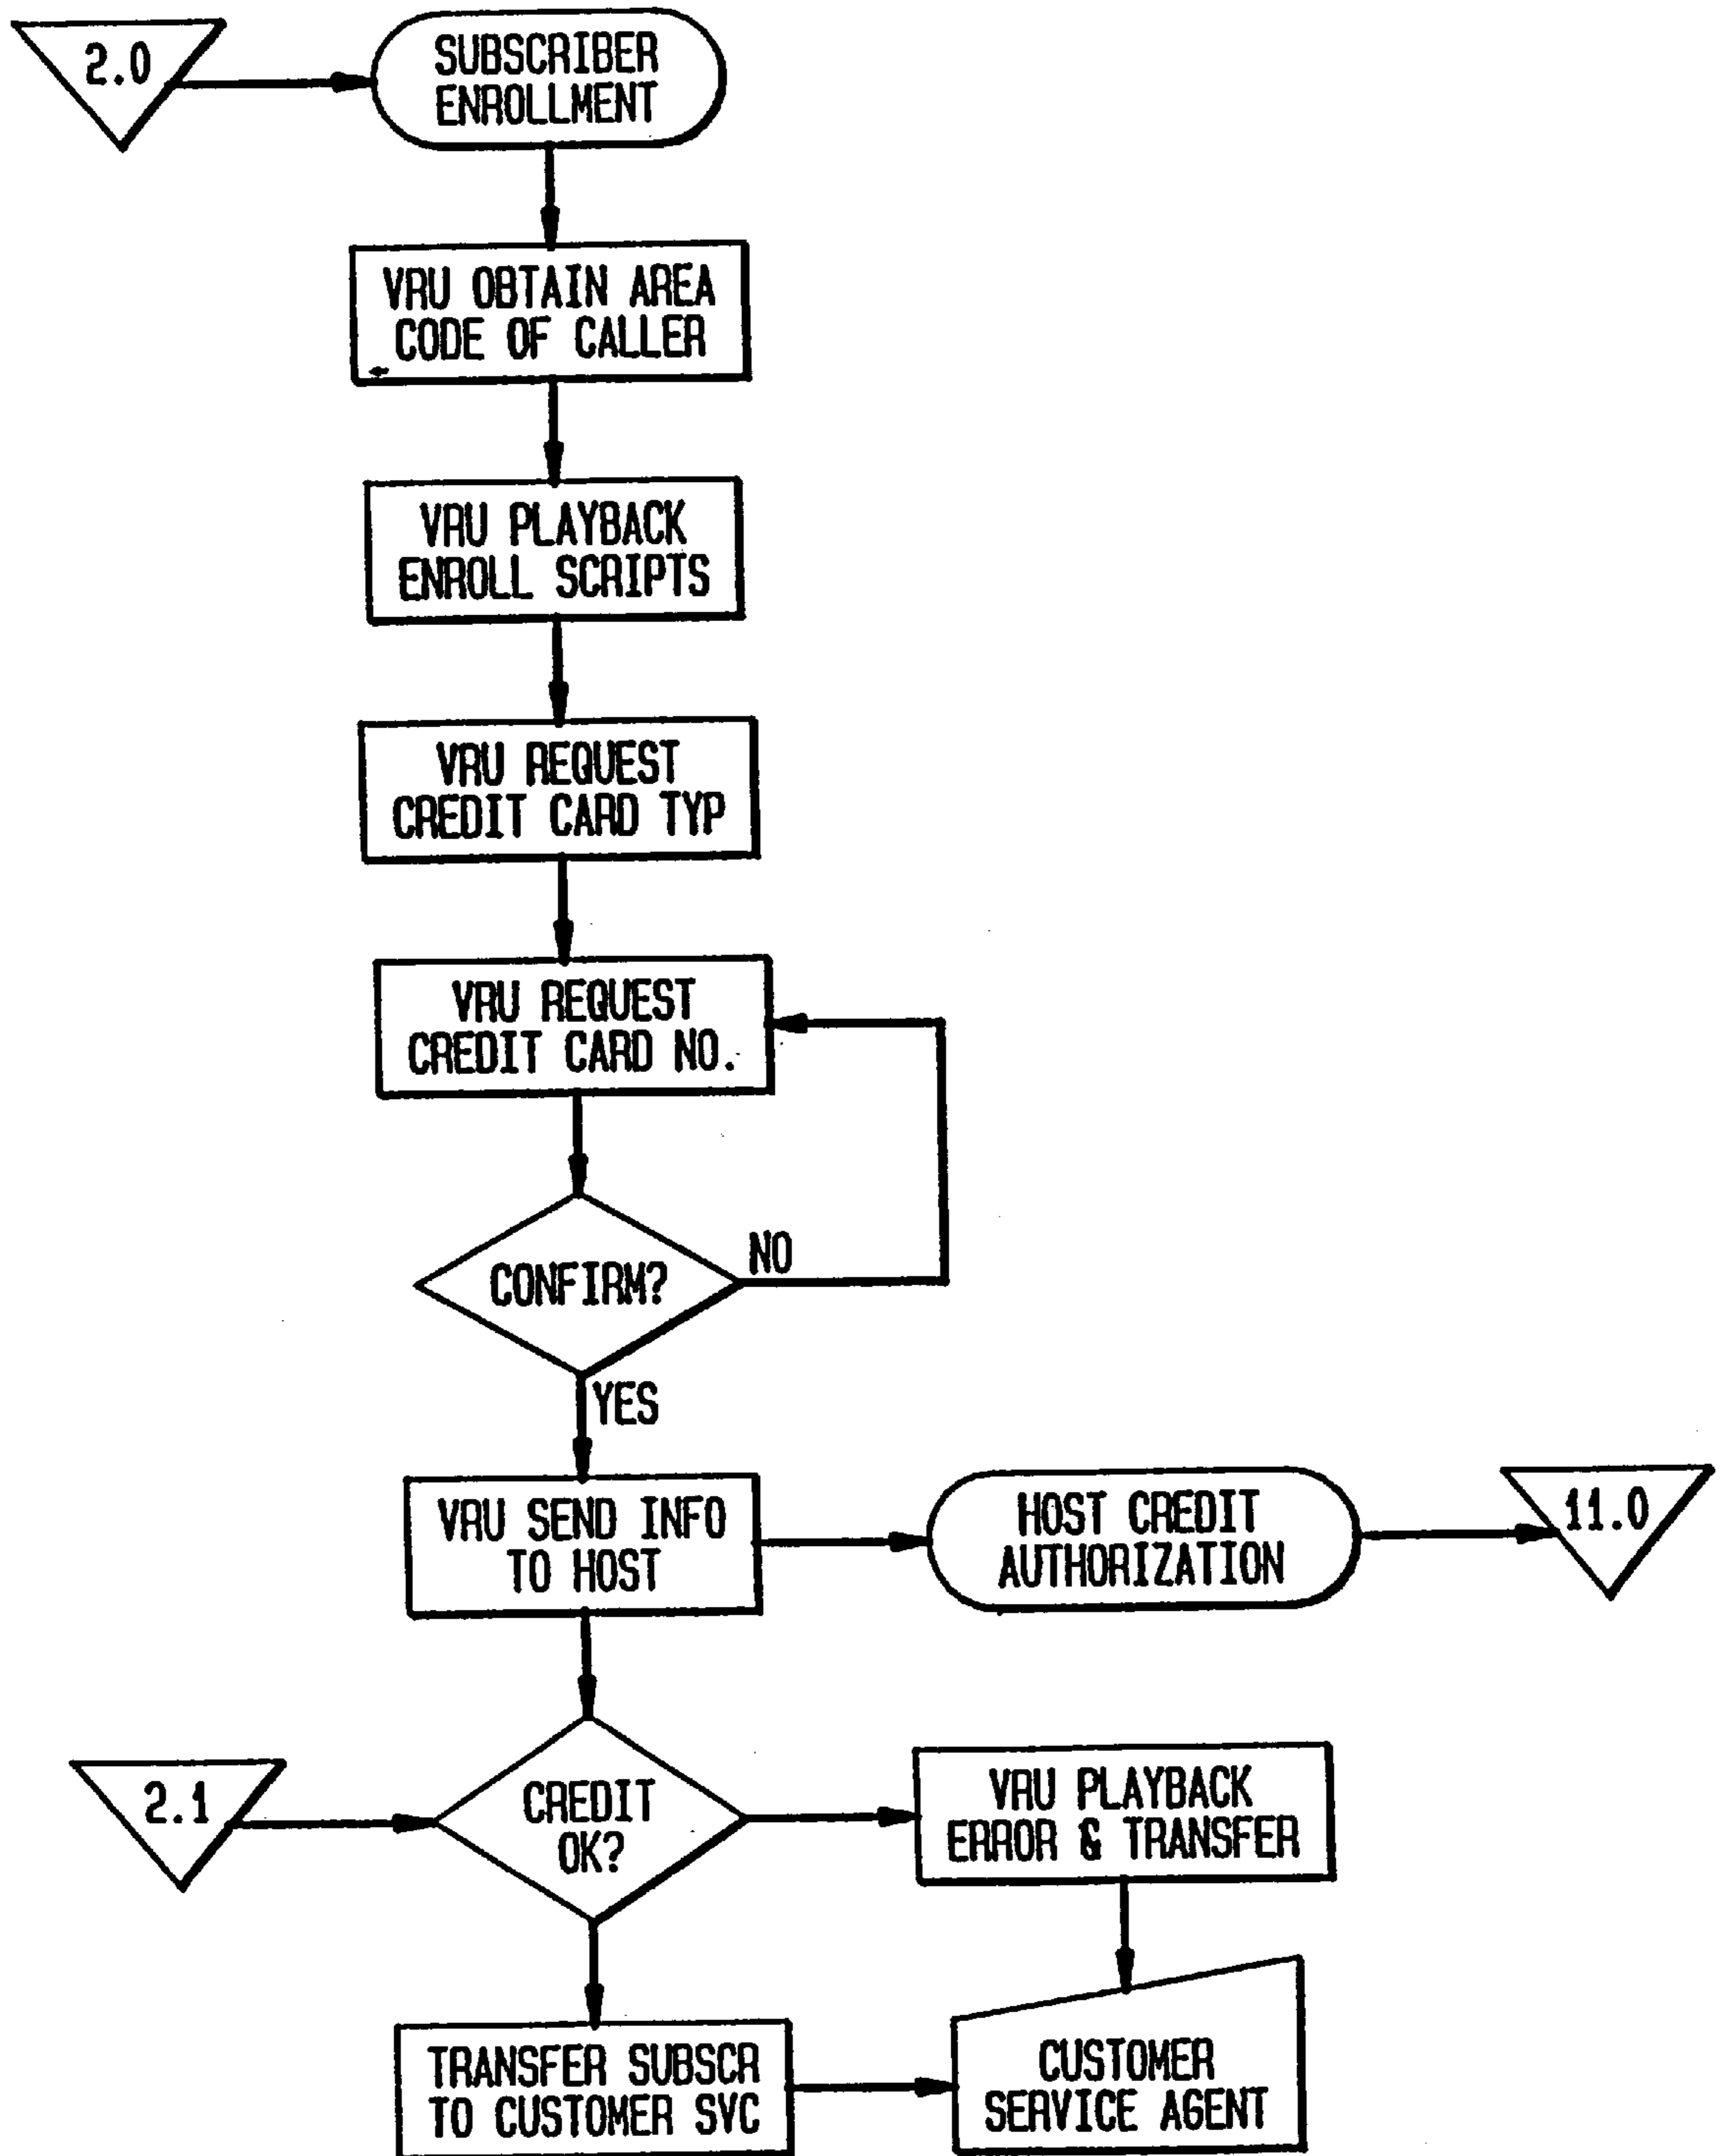 2.0
SUBSCRIBER
ENROLLMENT
VRU OBTAIN AREA
CODE OF CALLER
VRU PLAYBACK
ENROLL SCRIPTS
VRU REQUEST
CREDIT CARD TYP
VRU REQUEST
CREDIT CARD NO.
CONFIRM?
NO
YES
VRU SEND INFO
TO HOST
HOST CREDIT
AUTHORIZATION
11.0
2.1
CREDIT
OK?
VRU PLAYBACK
ERROR & TRANSFER
TRANSFER SUBSCR
TO CUSTOMER SVC
CUSTOMER
SERVICE AGENT